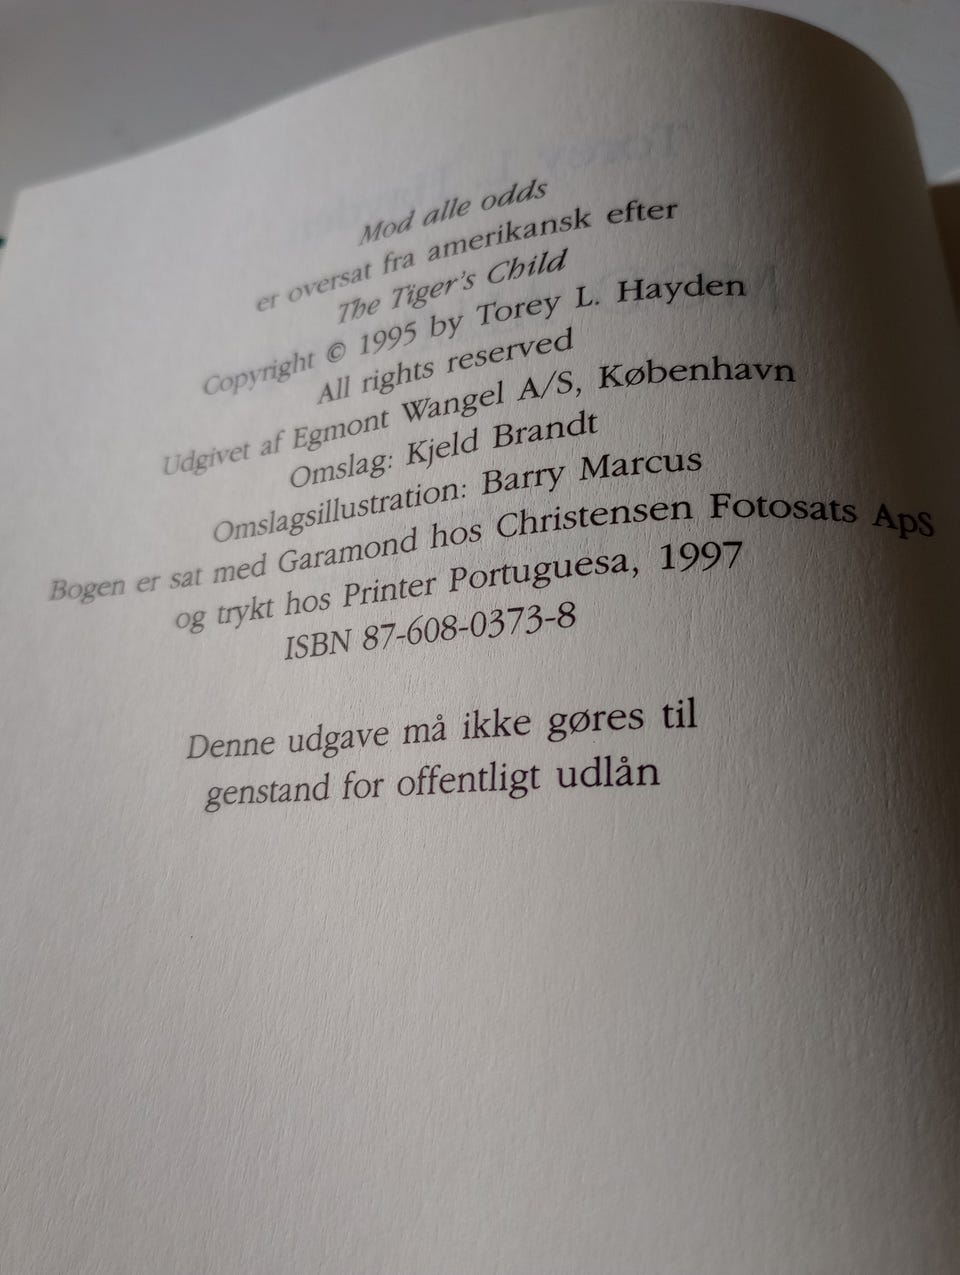 Mod alle odds
er oversat fra amerikansk efter
The Tiger's Child
Copyright © 1995 by Torey L. Hayden
All rights reserved
Udgivet af Egmont Wangel A/S, København
Omslag: Kjeld Brandt
Omslagsillustration: Barry Marcus
Bogen er sat med Garamond hos Christensen Fotosats ApS
og trykt hos Printer Portuguesa, 1997
ISBN 87-608-0373-8
Denne udgave må ikke gøres til
genstand for offentligt udlån